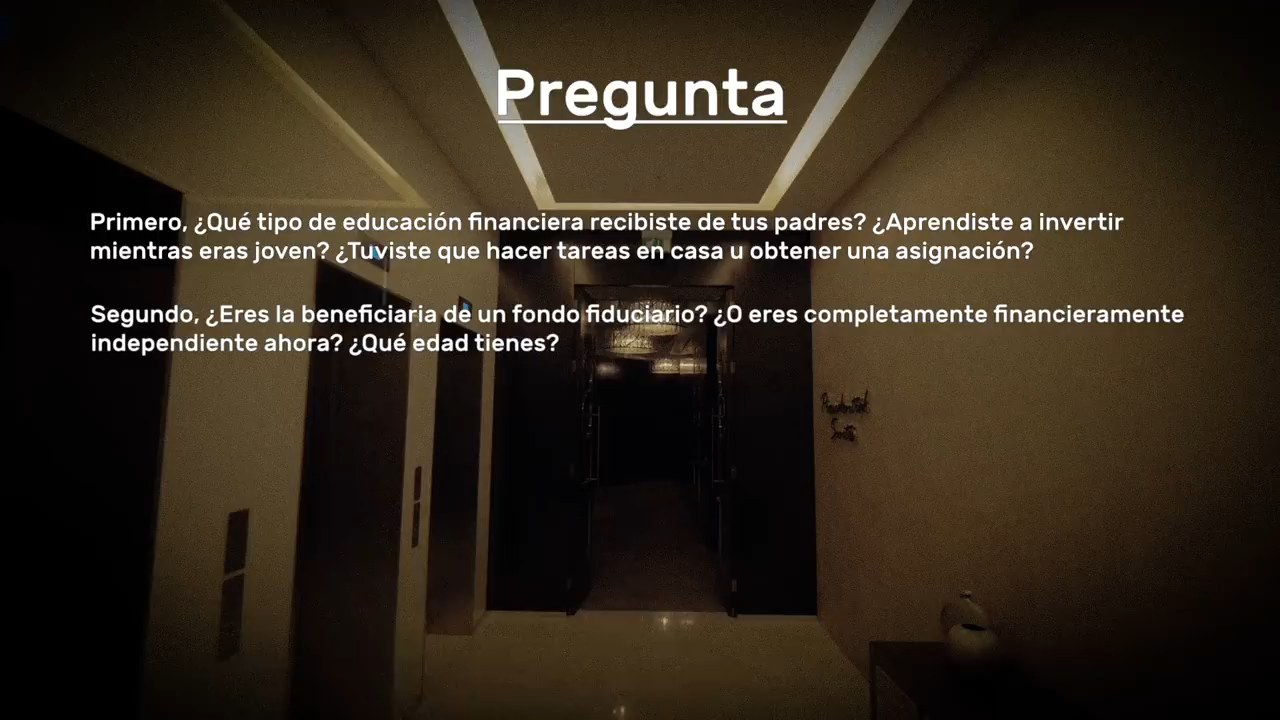 Pregunta
Primero, ¿Qué tipo de educación financiera recibiste de tus padres? ¿Aprendiste a invertir
mientras eras joven? ¿Tuviste que hacer tareas en casa u obtener una asignación?
Segundo, ¿Eres la beneficiaria de un fondo fiduciario? ¿O eres completamente financieramente
independiente ahora? ¿Qué edad tienes?